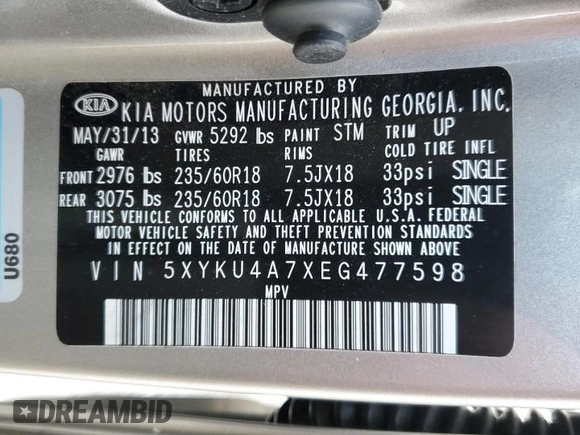 MANUFACTURED BY
KIA KIA MOTORS MANUFACTURING GEORGIA, INC.
MAY/31/13 GVWR 5292 lbs PAINT STM TRIM UP
GAWR TIRES RIMS COLD TIRE INFL
FRONT 2976 lbs 235/60R18 7.5JX18 33psi SINGLE
REAR 3075 lbs 235/60R18 7.5JX18 33psi SINGLE
THIS VEHICLE CONFORMS TO ALL APPLICABLE U.S.A. FEDERAL
MOTOR VEHICLE SAFETY AND THEFT PREVENTION STANDARDS
IN EFFECT ON THE DATE OF MANUFACTURE SHOWN ABOVE.
VIN 5XYKU4A7XEG477598
MPV
U680
DREAMBID